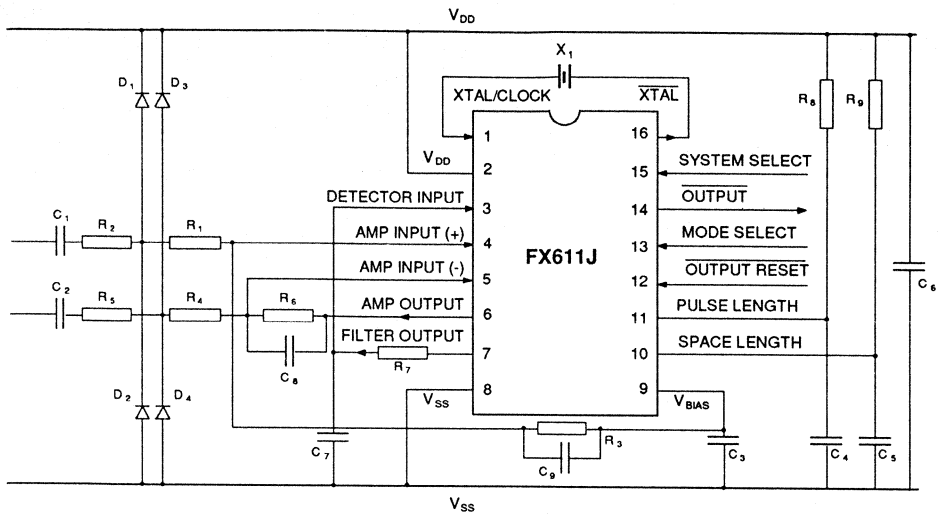 VDD
X1
D1
D3
XTAL/CLOCK
XTAL
R8
R9
1
16
VDD
2
15
SYSTEM SELECT
DETECTOR INPUT
3
14
OUTPUT
C1
R2
R1
AMP INPUT (+)
4
FX611J
13
MODE SELECT
AMP INPUT (-)
5
12
OUTPUT RESET
C6
C2
R5
R4
R6
AMP OUTPUT
6
11
PULSE LENGTH
FILTER OUTPUT
7
10
SPACE LENGTH
R7
C8
D2
D4
VSS
8
9
VBIAS
R3
C7
C9
C3
C4
C5
VSS